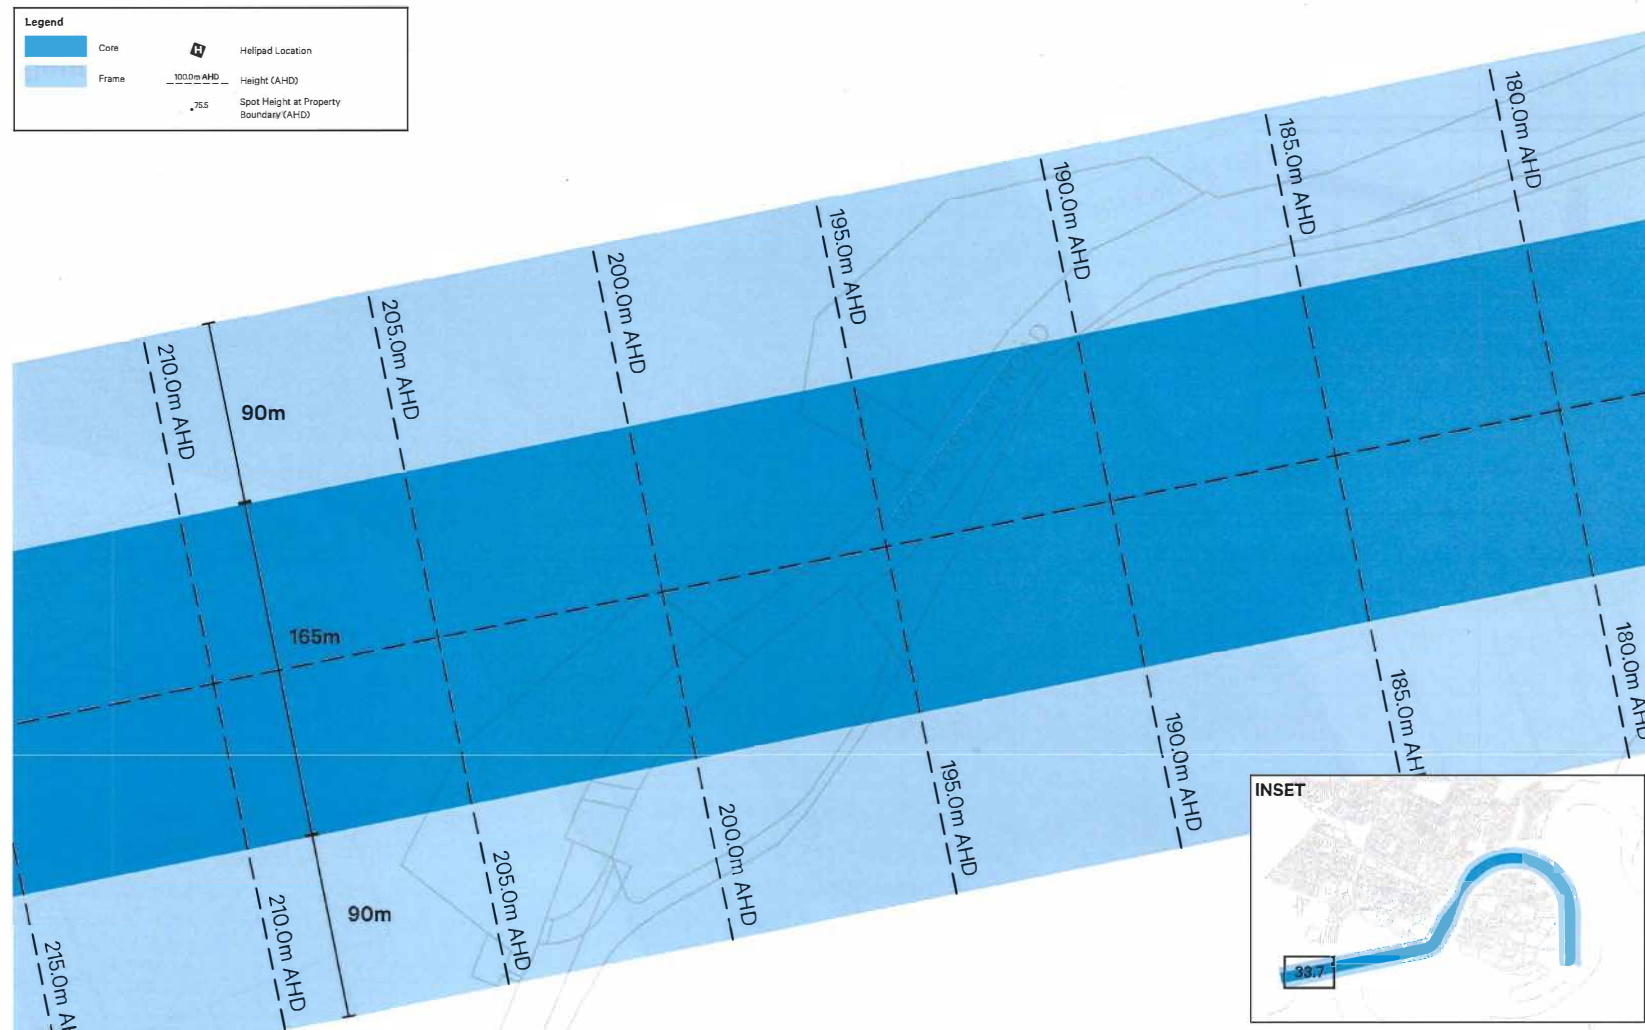 Legend
Core
Helipad Location
H
Frame
100.0m AHD
Height (AHD)
.75.5
Spot Height at Property
Boundary (AHD)
180.0m AHD
185.0m AHD
190.0m AHD
195.0m AHD
200.0m AHD
205.0m AHD
210.0m AHD
90m
165m
90m
180.0m AHD
185.0m AH
190.0m AHD
195.0m AHD
200.0m AHD
205.0m AHD
210.0m AHD
215.0m AH
INSET
33.7